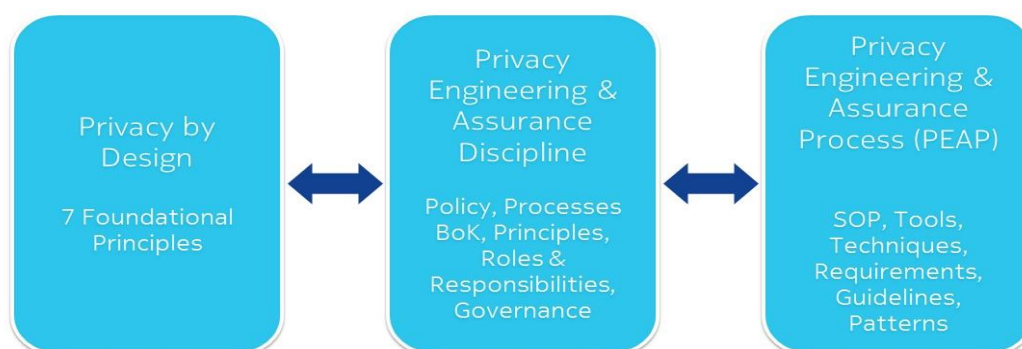 Privacy by
Design
7 Foundational
Principles
Privacy
Engineering &
Assurance
Discipline
Policy, Processes
BoK, Principles,
Roles &
Responsibilities,
Governance
Privacy
Engineering &
Assurance
Process (PEAP)
SOP, Tools,
Techniques,
Requirements,
Guidelines,
Patterns